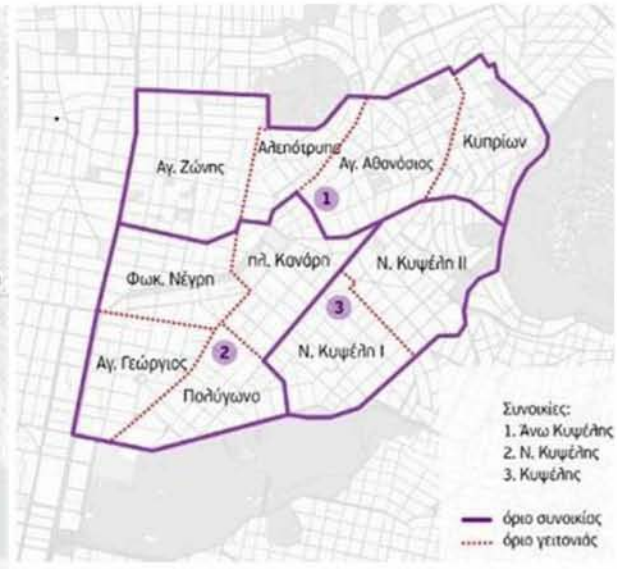 Αλεπότρυπα
Κυπρίων
Αγ. Ζώνης
Αγ. Αθανάσιος
1
πλ. Κανάρη
Ν. Κυψέλη ΙΙ
Φωκ. Νέγρη
3
Αγ. Γεώργιος
2
Ν. Κυψέλη Ι
Πολύγωνο
Συνοικίες:
1. Άνω Κυψέλης
2. Ν. Κυψέλης
3. Κυψέλης
όριο συνοικίας
όριο γειτονιάς